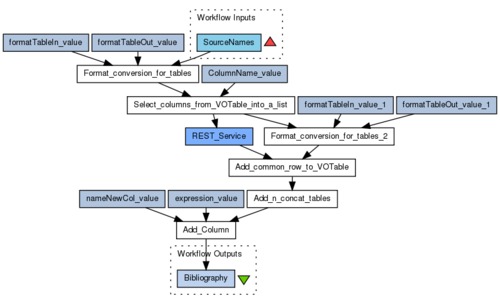 Workflow Inputs
formatTableIn_value
formatTableOut_value
SourceNames
Format_conversion_for_tables
ColumnName_value
Select_columns_from_VOTable_into_a_list
formatTableIn_value_1
formatTableOut_value_1
REST_Service
Format_conversion_for_tables_2
Add_common_row_to_VOTable
nameNewCol_value
expression_value
Add_n_concat_tables
Add_Column
Workflow Outputs
Bibliography